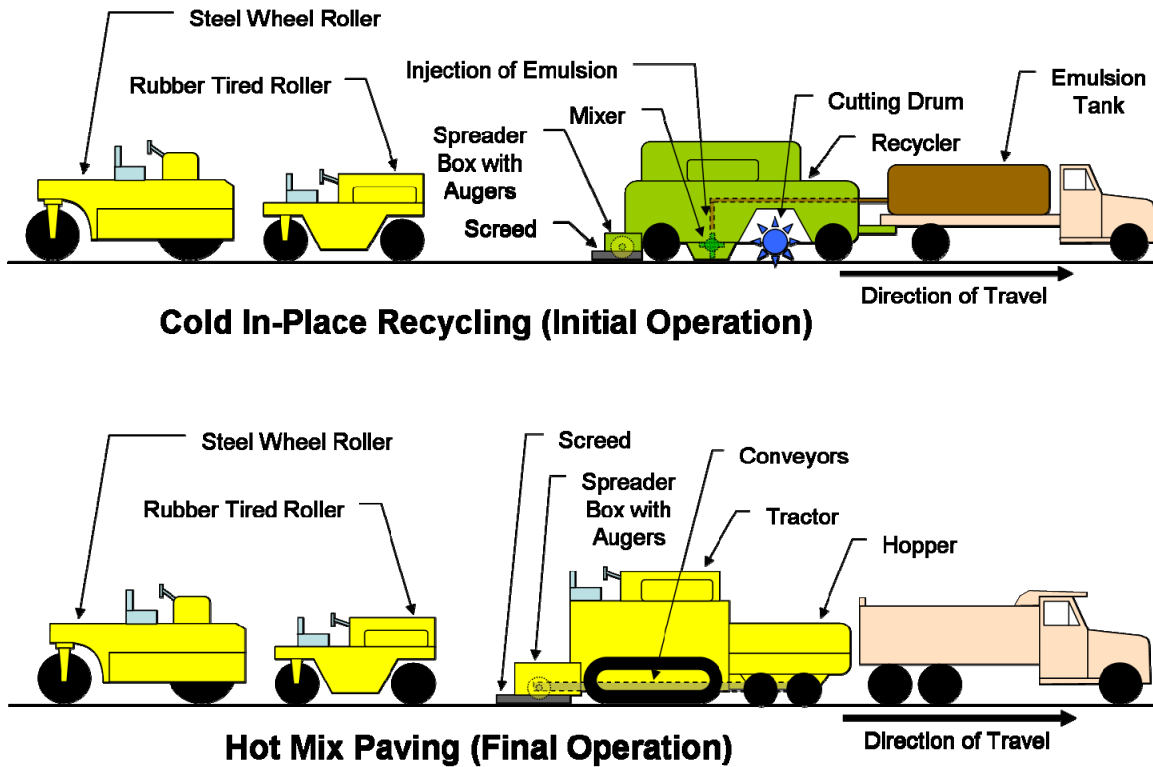 Steel Wheel Roller
Rubber Tired Roller
Injection of Emulsion
Mixer
Spreader
Box with
Augers
Screed
Cutting Drum
Recycler
Emulsion
Tank
Direction of Travel
Cold In-Place Recycling (Initial Operation)
Steel Wheel Roller
Rubber Tired Roller
Screed
Spreader
Box with
Augers
Conveyors
Tractor
Hopper
Direction of Travel
Hot Mix Paving (Final Operation)